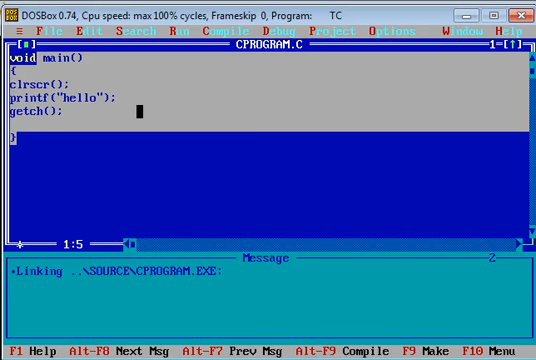 DOSBox 0.74, Cpu speed: max 100% cycles, Frameskip 0, Program: TC
≡ File Edit Search Run Compile Debug Project Options Window Help
[■] CPROGRAM.C 1=[↑]
void main()
{
clrscr();
printf("hello");
getch();
}
* 1:5
Message 2
•Linking ..\SOURCE\CPROGRAM.EXE:
F1 Help Alt-F8 Next Msg Alt-F7 Prev Msg Alt-F9 Compile F9 Make F10 Menu